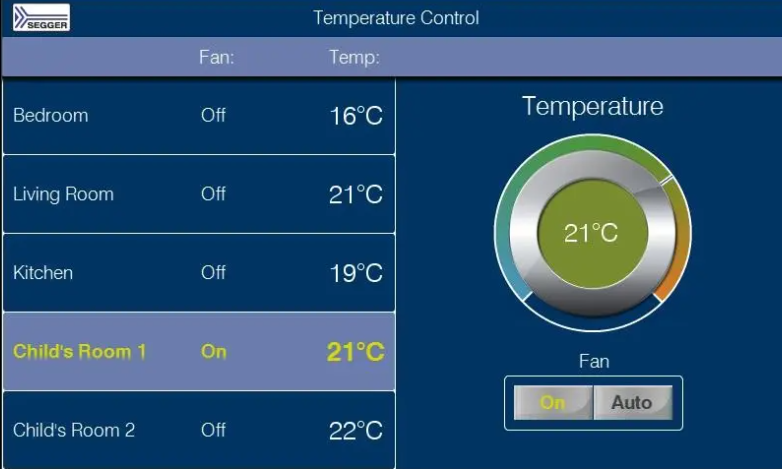 SEGGER
Temperature Control
Fan: Temp:
Bedroom Off 16°C
Living Room Off 21°C
Kitchen Off 19°C
Child's Room 1 On 21°C
Child's Room 2 Off 22°C
Temperature
21°C
Fan
On Auto